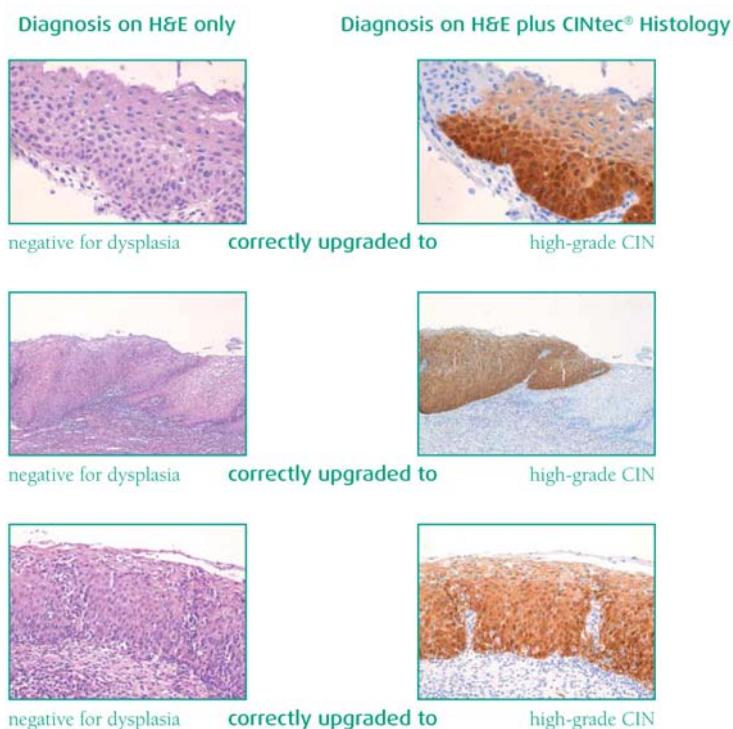 Diagnosis on H&E only
Diagnosis on H&E plus CINtec® Histology
negative for dysplasia correctly upgraded to high-grade CIN
negative for dysplasia correctly upgraded to high-grade CIN
negative for dysplasia correctly upgraded to high-grade CIN